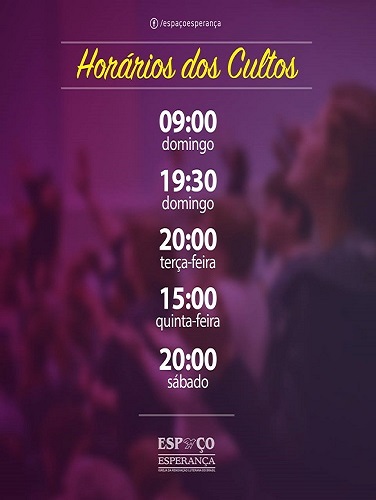 /espaçoesperança
Horários dos Cultos
09:00
domingo
19:30
domingo
20:00
terça-feira
15:00
quinta-feira
20:00
sábado
ESPAÇO
ESPERANÇA